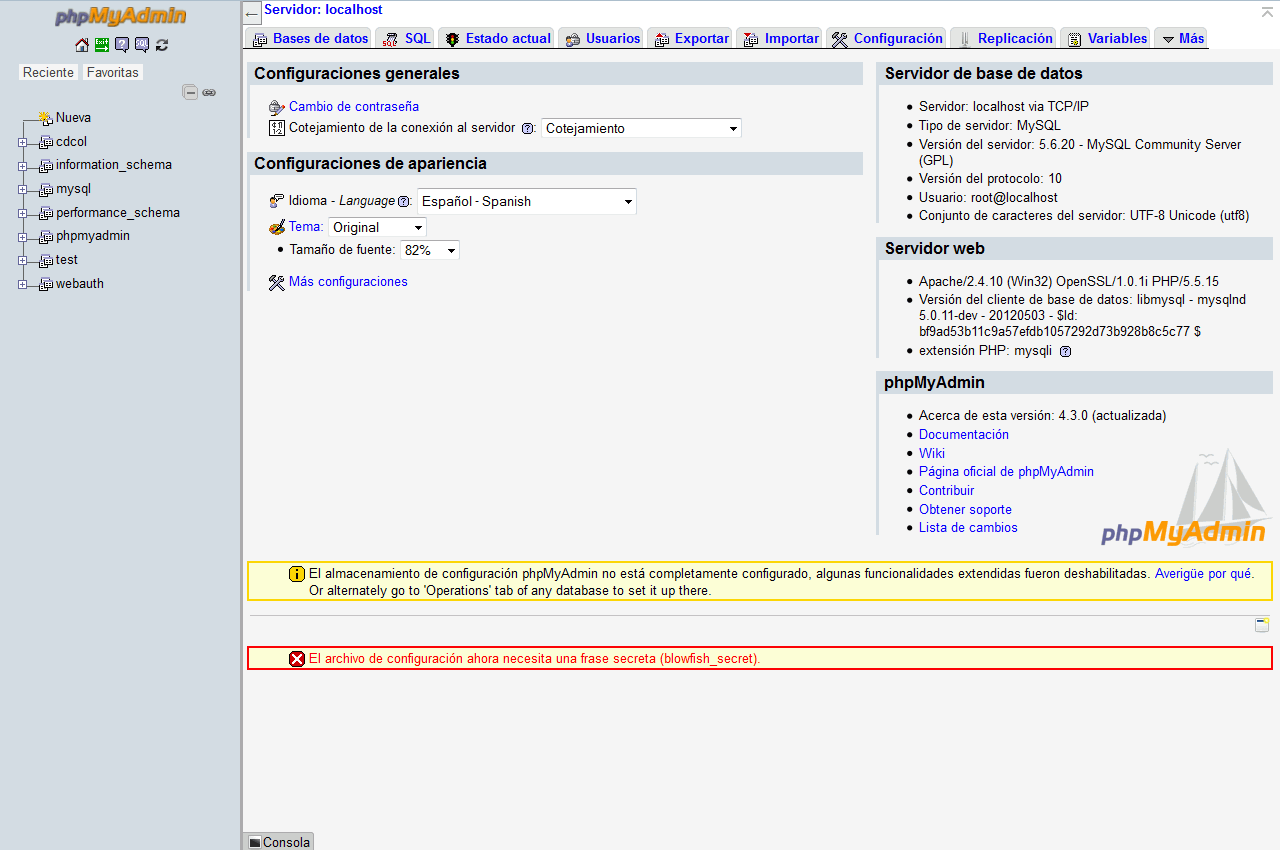 phpMyAdmin
Reciente Favoritas
Nueva
cdcol
information_schema
mysql
performance_schema
phpmyadmin
test
webauth
Servidor: localhost
Bases de datos SQL Estado actual Usuarios Exportar Importar Configuración Replicación Variables Más
Configuraciones generales
Cambio de contraseña
Cotejamiento de la conexión al servidor : Cotejamiento
Configuraciones de apariencia
Idioma - Language : Español - Spanish
Tema: Original
Tamaño de fuente: 82%
Más configuraciones
Servidor de base de datos
Servidor: localhost via TCP/IP
Tipo de servidor: MySQL
Versión del servidor: 5.6.20 - MySQL Community Server
(GPL)
Versión del protocolo: 10
Usuario: root@localhost
Conjunto de caracteres del servidor: UTF-8 Unicode (utf8)
Servidor web
Apache/2.4.10 (Win32) OpenSSL/1.0.1i PHP/5.5.15
Versión del cliente de base de datos: libmysql - mysqlnd
5.0.11-dev - 20120503 - $Id:
bf9ad53b11c9a57efdb1057292d73b928b8c5c77 $
extensión PHP: mysqli
phpMyAdmin
Acerca de esta versión: 4.3.0 (actualizada)
Documentación
Wiki
Página oficial de phpMyAdmin
Contribuir
Obtener soporte
Lista de cambios
phpMyAdmin
El almacenamiento de configuración phpMyAdmin no está completamente configurado, algunas funcionalidades extendidas fueron deshabilitadas. Averigüe por qué.
Or alternately go to 'Operations' tab of any database to set it up there.
El archivo de configuración ahora necesita una frase secreta (blowfish_secret).
Consola